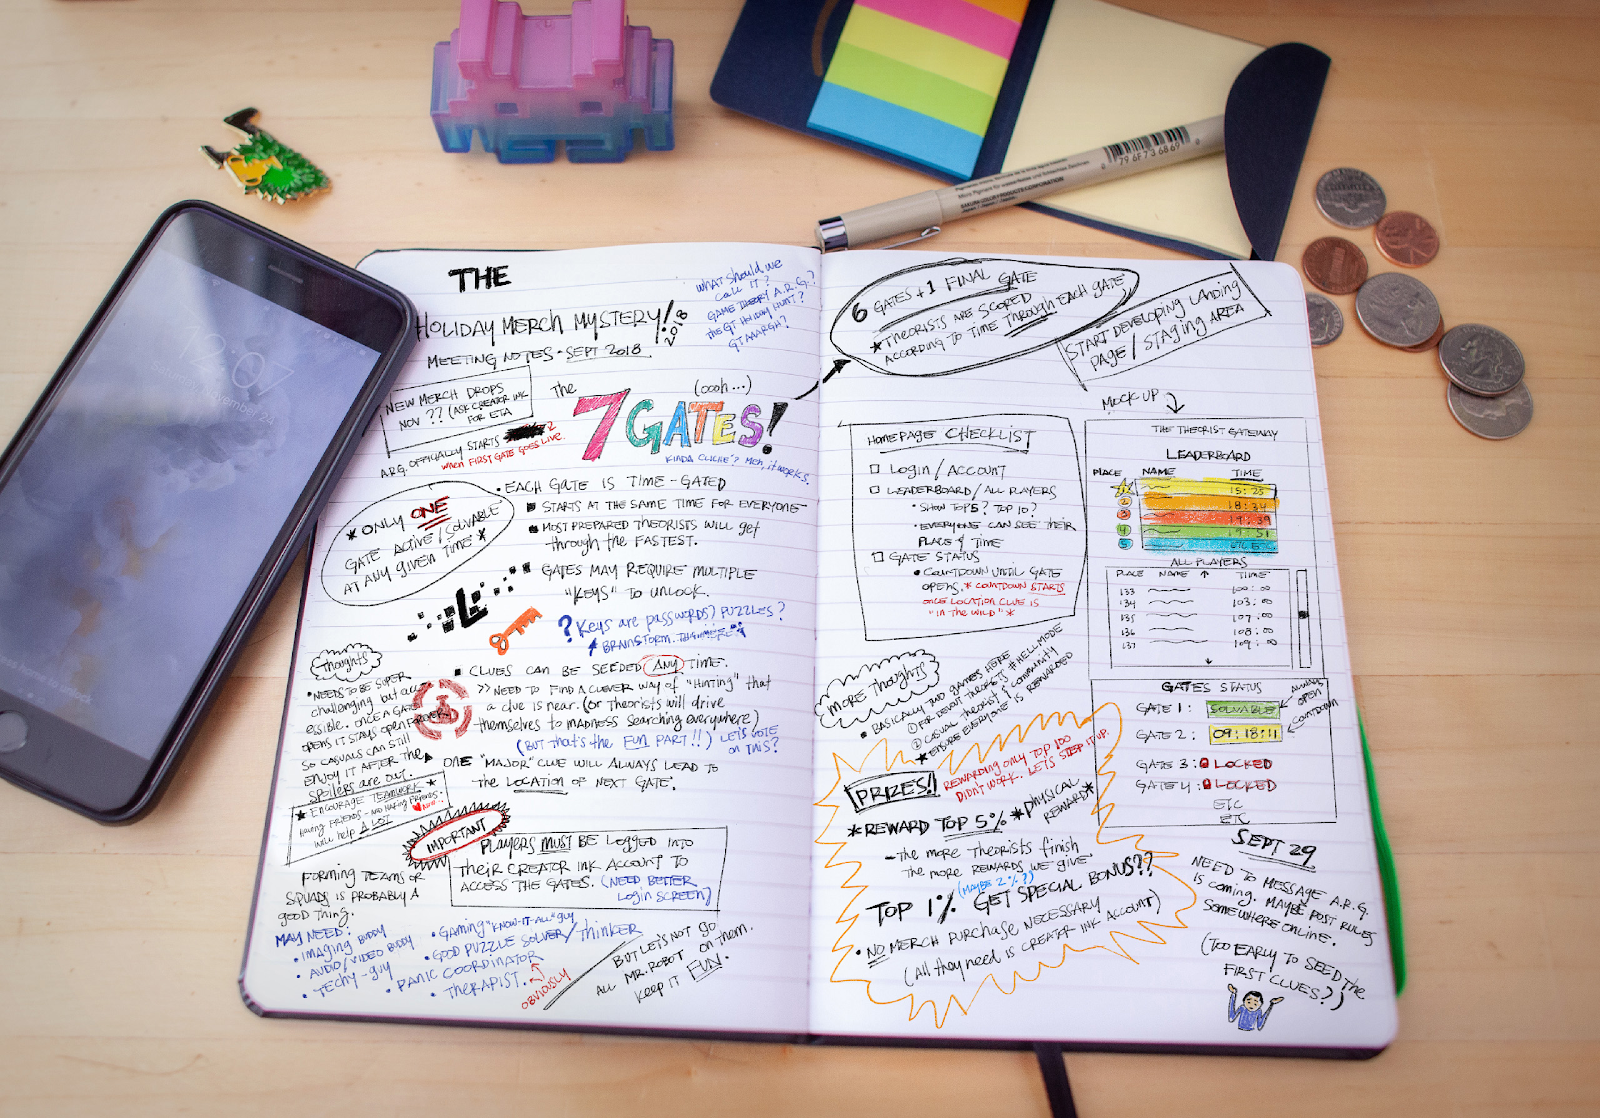 THE
HOLIDAY MERCH MYSTERY! 2018
MEETING NOTES - SEPT 2018
WHAT SHOULD WE
CALL IT?
GAME THEORY A.R.G.?
THE GT HOLIDAY HUNT?
GT AAARGH?
NEW MERCH DROPS
NOV ?? (ASK CREATOR INK
FOR ETA
A.R.G. OFFICIALLY STARTS
WHEN FIRST GATE GOES LIVE.
The
(oooh...)
7 GATES!
KINDA CLICHE? MEH, IT WORKS.
* ONLY ONE
GATE ACTIVE/SOLVABLE
AT ANY GIVEN TIME *
• EACH GATE IS TIME-GATED
▪ STARTS AT THE SAME TIME FOR EVERYONE
▪ MOST PREPARED THEORISTS WILL GET
THROUGH THE FASTEST.
GATES MAY REQUIRE MULTIPLE
"KEYS" TO UNLOCK.
? KEYS ARE PASSWORDS? PUZZLES?
BRAINSTORM.
Thoughts
• NEEDS TO BE SUPER
challenging but acc
essible. ONCE A GATE
OPENS IT STAYS OPEN FOREVER
SO CASUALS CAN STILL
ENJOY IT AFTER THE
SPOILERS ARE OUT.
▪ CLUES CAN BE SEEDED ANY TIME.
>> NEED TO FIND A CLEVER WAY OF "HINTING" THAT
a clue is near. (or Theorists will drive
themselves to madness searching everywhere)
(BUT THAT'S THE FUN PART!!) LET'S VOTE
ON THIS?
ONE "MAJOR" CLUE WILL ALWAYS LEAD TO
the LOCATION OF NEXT GATE.
★ ENCOURAGE TEAMWORK.
Having FRIENDS
will help A LOT
IMPORTANT
PLAYERS MUST BE LOGGED INTO
THEIR CREATOR INK ACCOUNT TO
ACCESS THE GATES. (NEED BETTER
LOGIN SCREEN)
FORMING TEAMS OR
SQUADS IS PROBABLY A
GOOD THING.
MAY NEED:
• IMAGING BUDDY
• AUDIO/VIDEO BUDDY
• TECHY-GUY
• GAMING "KNOW-IT-ALL" GUY
• GOOD PUZZLE SOLVER/THINKER
• PANIC COORDINATOR
• THERAPIST.
OBVIOUSLY
BUT LET'S NOT GO
ALL MR. ROBOT ON THEM.
KEEP IT FUN.
6 GATES + 1 FINAL GATE
* THEORISTS ARE SCORED
ACCORDING TO TIME THROUGH EACH GATE
START DEVELOPING LANDING
PAGE / STAGING AREA
MOCK UP
HOMEPAGE CHECKLIST
□ LOGIN / ACCOUNT
□ LEADERBOARD / ALL PLAYERS
• SHOW TOP 5? TOP 10?
• EVERYONE CAN SEE THEIR
PLACE & TIME
□ GATE STATUS
• COUNTDOWN UNTIL GATE
OPENS. * COUNTDOWN STARTS
ONCE LOCATION CLUE IS
"IN THE WILD" *
THE THEORIST GATEWAY
LEADERBOARD
PLACE NAME TIME
1 15:25
2 18:34
3 19:39
4 19:51
5 ETC ETC
ALL PLAYERS
PLACE NAME ↑ TIME
133 100:00
134 103:00
135 107:00
136 108:00
137 109:00
GATES STATUS
GATE 1: SOLVABLE
ALWAYS OPEN
GATE 2: 09:18:11
COUNTDOWN
GATE 3: LOCKED
GATE 4: LOCKED
ETC
ETC
MORE THOUGHTS
• BASICALLY TWO GAMES HERE
① FOR DEVOUT THEORISTS #HELLMODE
② CASUAL THEORIST & COMMUNITY
★ ENSURE EVERYONE IS REWARDED
PRIZES!
REWARDING ONLY TOP 100
DIDN'T WORK. LET'S STEP IT UP.
* REWARD TOP 5% * PHYSICAL
REWARD *
- The more Theorists finish
the more REWARDS WE GIVE
(MAYBE 2%?)
TOP 1% GET SPECIAL BONUS??
• NO MERCH PURCHASE NECESSARY
(All they need is CREATOR INK ACCOUNT)
SEPT 29
NEED TO MESSAGE A.R.G.
IS COMING. MAYBE POST RULES
SOMEWHERE ONLINE.
(TOO EARLY TO SEED THE
FIRST CLUES?)
12:07